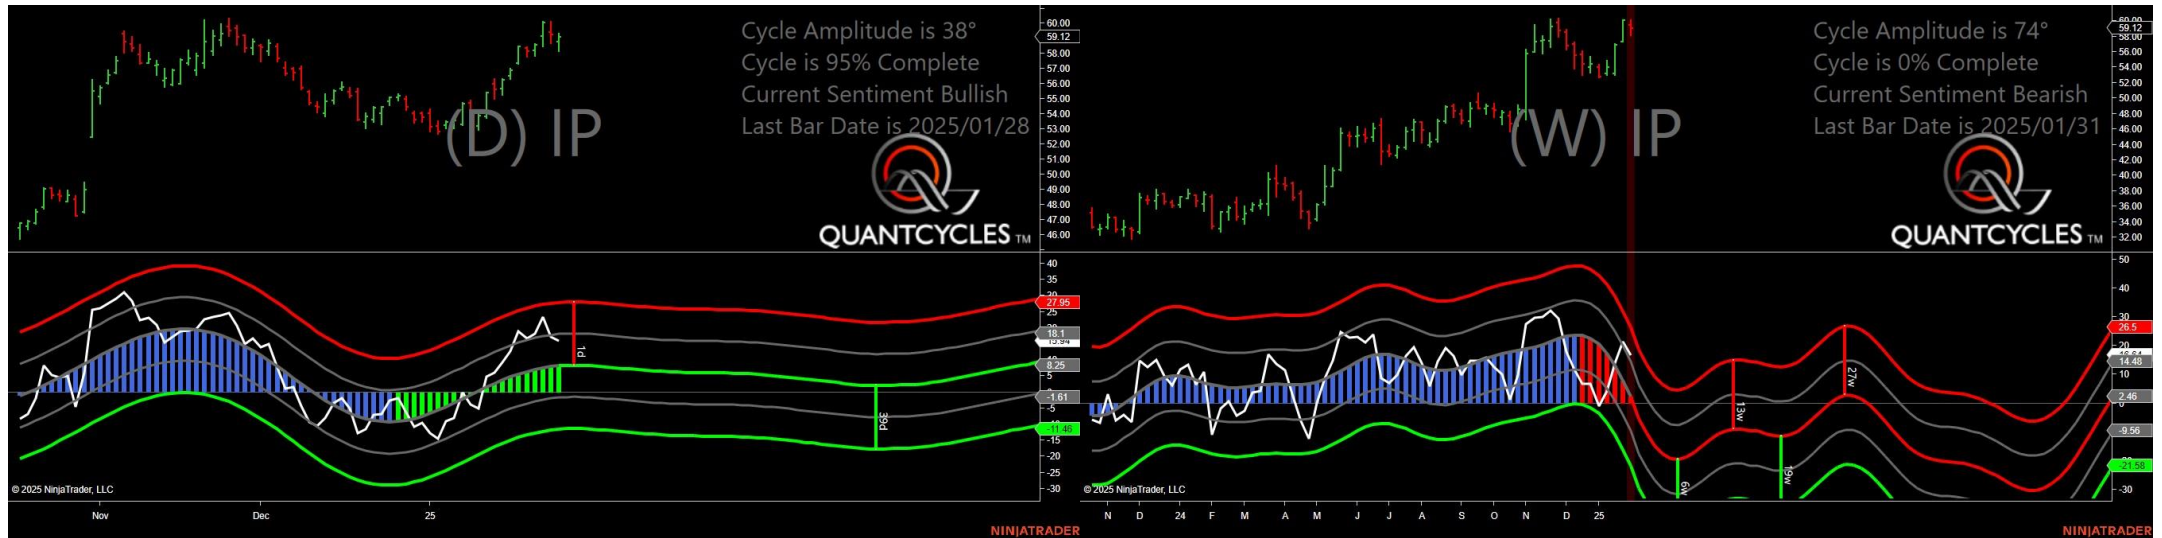 Cycle Amplitude is 38°
Cycle is 95% Complete
Current Sentiment Bullish
Last Bar Date is 2025/01/28
(D) IP
QUANTCYCLES TM
60.00
59.12
58.00
57.00
56.00
55.00
54.00
53.00
52.00
51.00
50.00
49.00
48.00
47.00
46.00
40
35
27.95
25
18.1
15.94
8.25
5
-1.61
-5
-11.46
-15
-20
-25
-30
1d
39d
© 2025 NinjaTrader, LLC
Nov Dec 25
NINJATRADER
Cycle Amplitude is 74°
Cycle is 0% Complete
Current Sentiment Bearish
Last Bar Date is 2025/01/31
(W) IP
QUANTCYCLES TM
60.00
59.12
58.00
56.00
54.00
52.00
50.00
48.00
46.00
44.00
42.00
40.00
38.00
36.00
34.00
32.00
50
40
30
26.5
20
14.48
10
2.46
-9.56
-21.58
-30
6w
13w
19w
27w
© 2025 NinjaTrader, LLC
N D 24 F M A M J J A S O N D 25
NINJATRADER